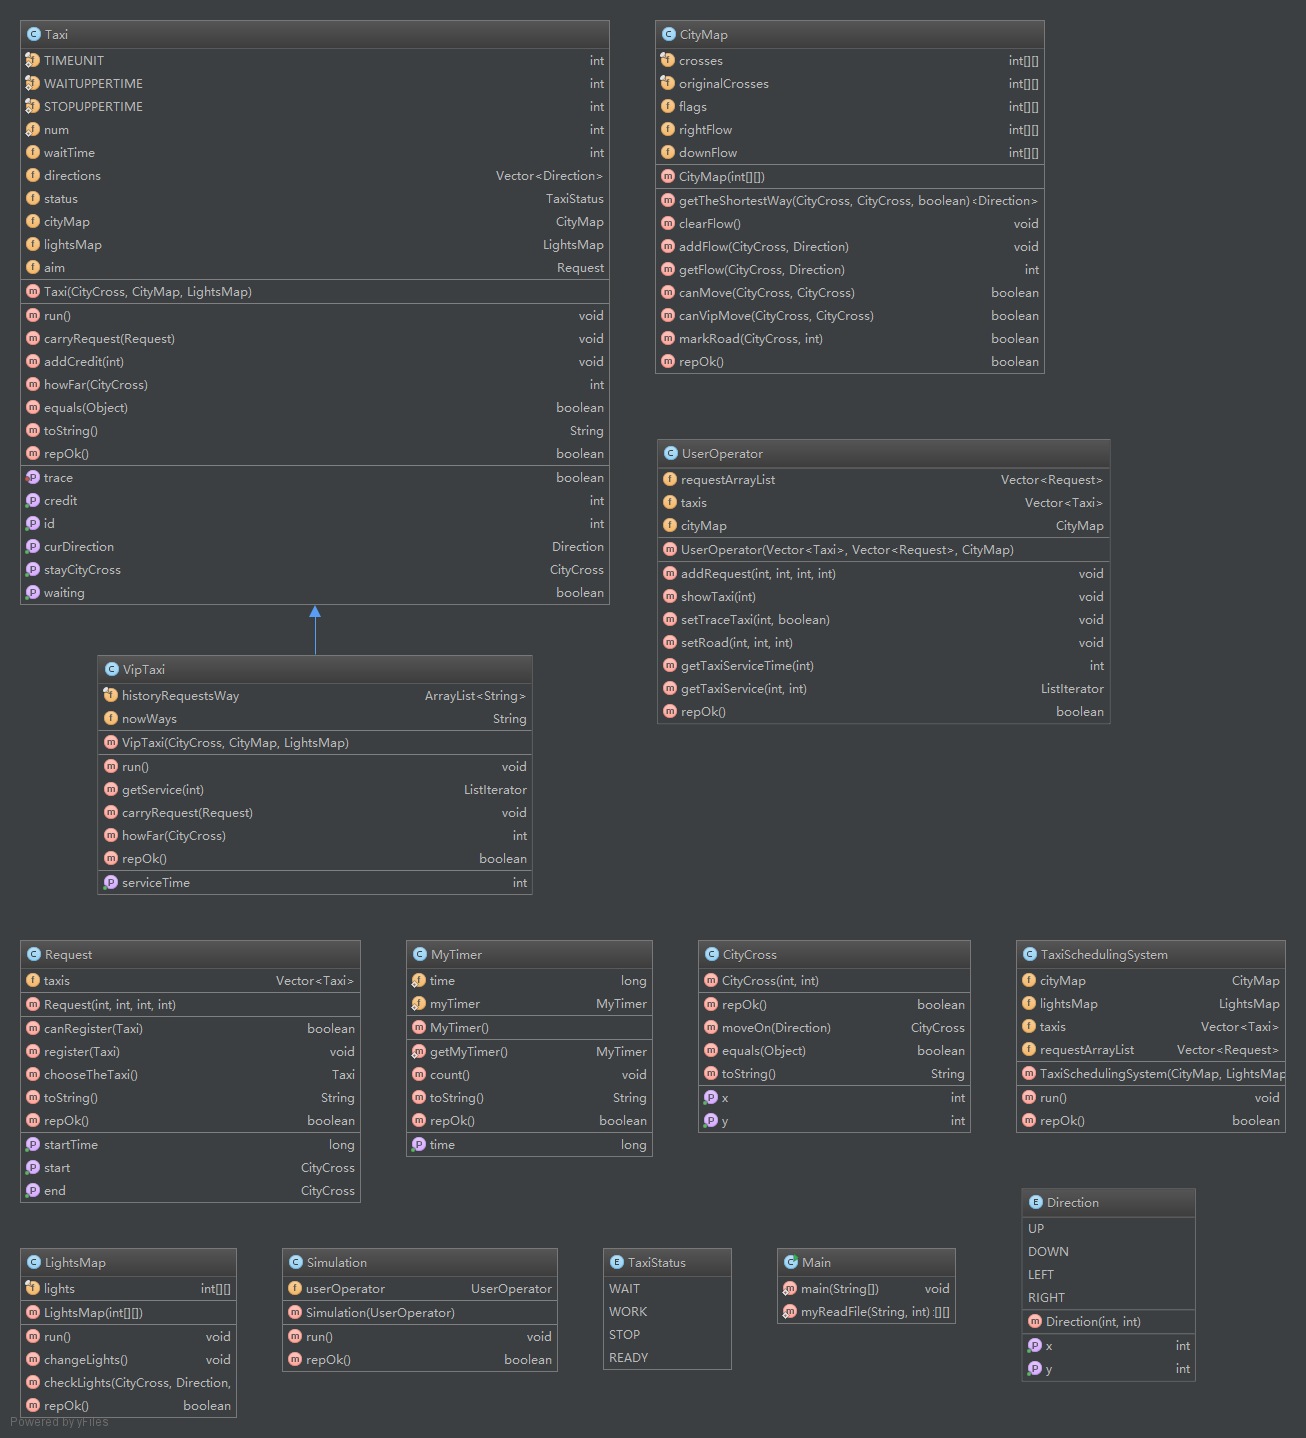 Taxi
TIMEUNIT int
WAITUPPERTIME int
STOPUPPERTIME int
num int
waitTime int
directions Vector<Direction>
status TaxiStatus
cityMap CityMap
lightsMap LightsMap
aim Request
Taxi(CityCross, CityMap, LightsMap)
run() void
carryRequest(Request) void
addCredit(int) void
howFar(CityCross) int
equals(Object) boolean
toString() String
repOk() boolean
trace boolean
credit int
id int
curDirection Direction
stayCityCross CityCross
waiting boolean
CityMap
crosses int[][]
originalCrosses int[][]
flags int[][]
rightFlow int[][]
downFlow int[][]
CityMap(int[][])
getTheShortestWay(CityCross, CityCross, boolean) <Direction>
clearFlow() void
addFlow(CityCross, Direction) void
getFlow(CityCross, Direction) int
canMove(CityCross, CityCross) boolean
canVipMove(CityCross, CityCross) boolean
markRoad(CityCross, int) boolean
repOk() boolean
UserOperator
requestArrayList Vector<Request>
taxis Vector<Taxi>
cityMap CityMap
UserOperator(Vector<Taxi>, Vector<Request>, CityMap)
addRequest(int, int, int, int) void
showTaxi(int) void
setTraceTaxi(int, boolean) void
setRoad(int, int, int) void
getTaxiServiceTime(int) int
getTaxiService(int, int) ListIterator
repOk() boolean
VipTaxi
historyRequestsWay ArrayList<String>
nowWays String
VipTaxi(CityCross, CityMap, LightsMap)
run() void
getService(int) ListIterator
carryRequest(Request) void
howFar(CityCross) int
repOk() boolean
serviceTime int
Request
taxis Vector<Taxi>
Request(int, int, int, int)
canRegister(Taxi) boolean
register(Taxi) void
chooseTheTaxi() Taxi
toString() String
repOk() boolean
startTime long
start CityCross
end CityCross
MyTimer
time long
myTimer MyTimer
MyTimer()
getMyTimer() MyTimer
count() void
toString() String
repOk() boolean
time long
CityCross
CityCross(int, int)
repOk() boolean
moveOn(Direction) CityCross
equals(Object) boolean
toString() String
x int
y int
TaxiSchedulingSystem
cityMap CityMap
lightsMap LightsMap
taxis Vector<Taxi>
requestArrayList Vector<Request>
TaxiSchedulingSystem(CityMap, LightsMap
run() void
repOk() boolean
Direction
UP
DOWN
LEFT
RIGHT
Direction(int, int)
x int
y int
LightsMap
lights int[][]
LightsMap(int[][])
run() void
changeLights() void
checkLights(CityCross, Direction,
repOk() boolean
Simulation
userOperator UserOperator
Simulation(UserOperator)
run() void
repOk() boolean
TaxiStatus
WAIT
WORK
STOP
READY
Main
main(String[]) void
myReadFile(String, int) :[][]
Powered by yFiles